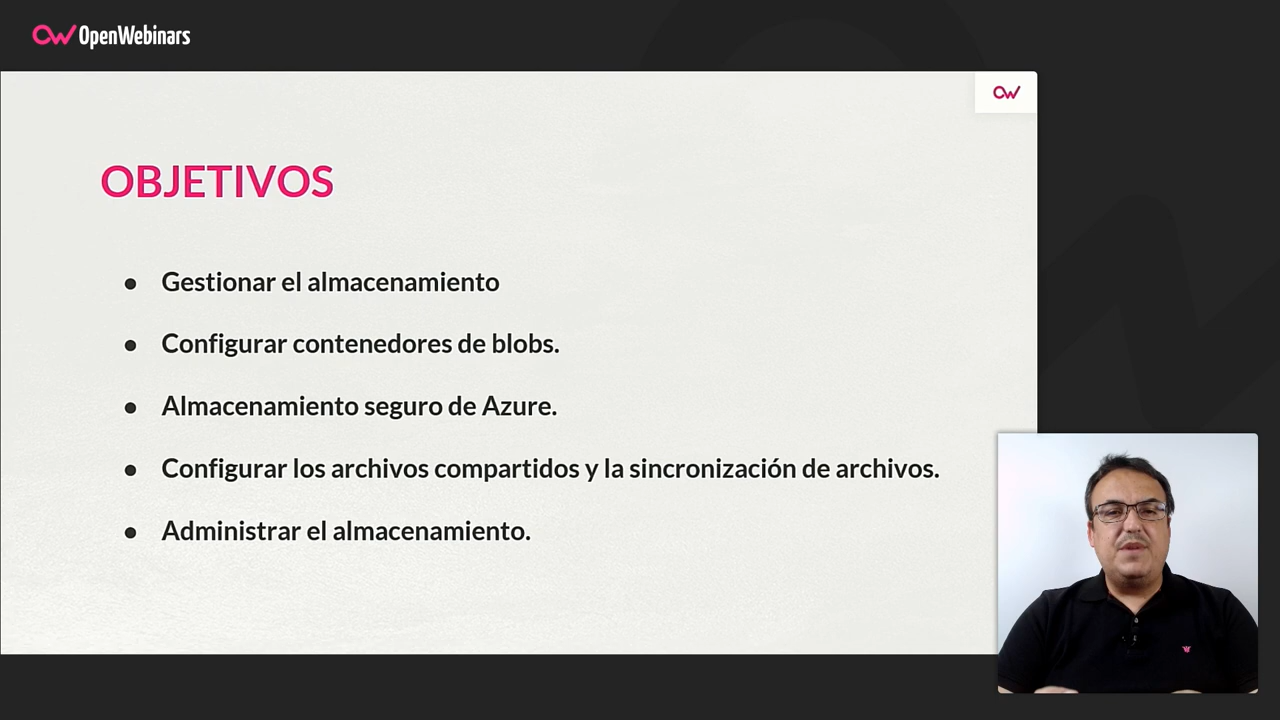 OpenWebinars
OBJETIVOS
● Gestionar el almacenamiento
● Configurar contenedores de blobs.
● Almacenamiento seguro de Azure.
● Configurar los archivos compartidos y la sincronización de archivos.
● Administrar el almacenamiento.